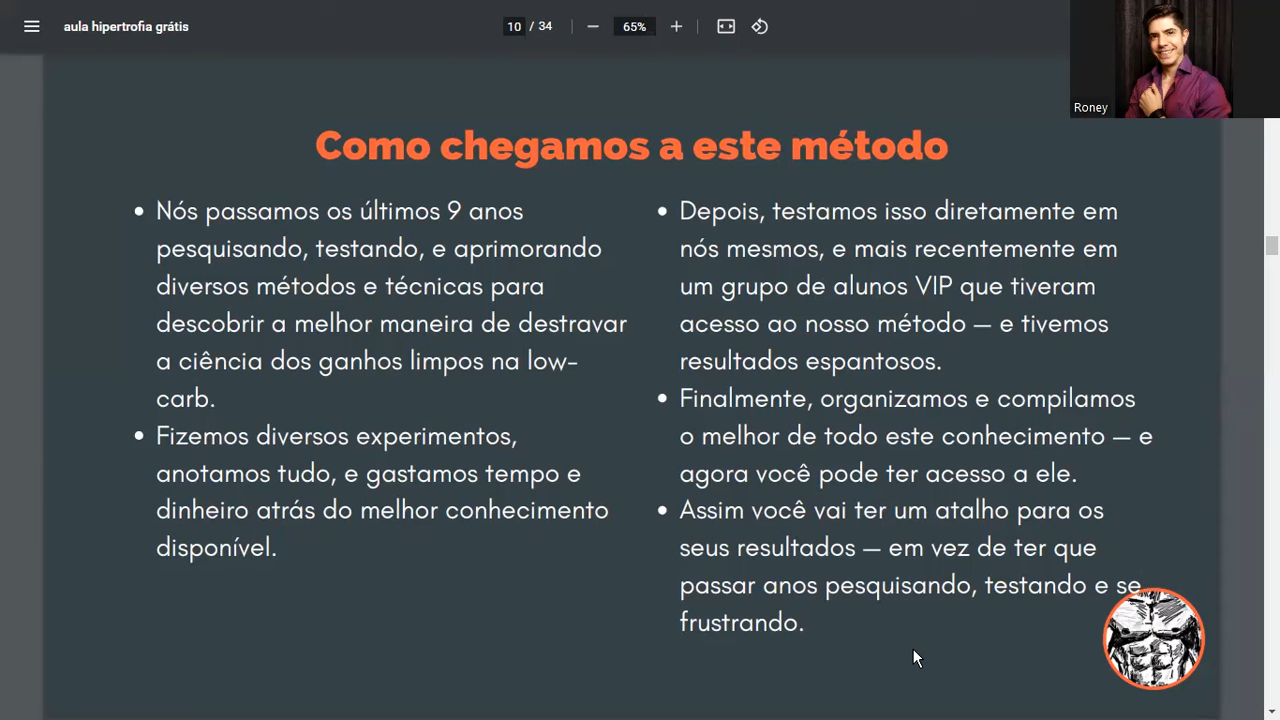 aula hipertrofia grátis
10 / 34
65%
Roney
Como chegamos a este método
Nós passamos os últimos 9 anos
pesquisando, testando, e aprimorando
diversos métodos e técnicas para
descobrir a melhor maneira de destravar
a ciência dos ganhos limpos na low-
carb.
Fizemos diversos experimentos,
anotamos tudo, e gastamos tempo e
dinheiro atrás do melhor conhecimento
disponível.
Depois, testamos isso diretamente em
nós mesmos, e mais recentemente em
um grupo de alunos VIP que tiveram
acesso ao nosso método — e tivemos
resultados espantosos.
Finalmente, organizamos e compilamos
o melhor de todo este conhecimento — e
agora você pode ter acesso a ele.
Assim você vai ter um atalho para os
seus resultados — em vez de ter que
passar anos pesquisando, testando e se
frustrando.